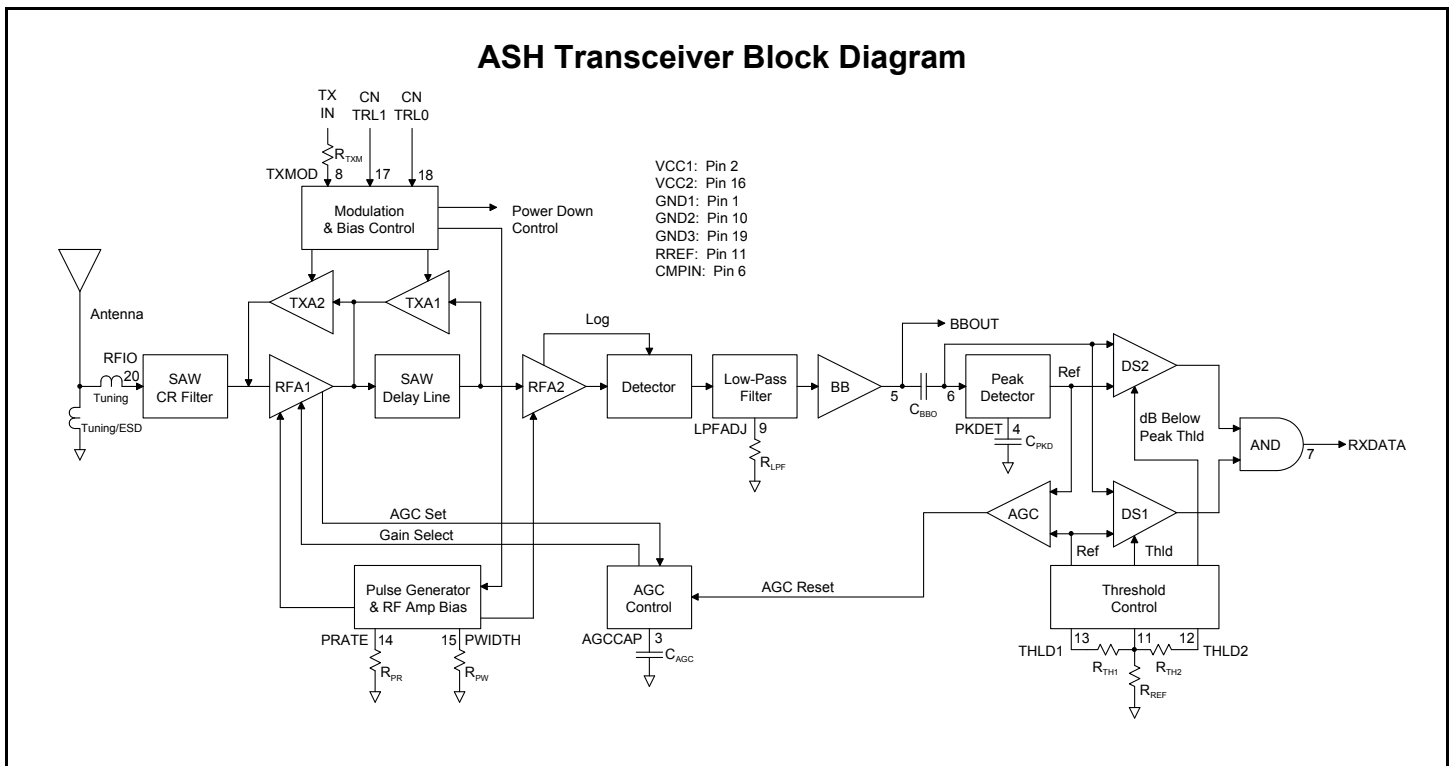 ASH Transceiver Block Diagram
TX
IN
CN
TRL1
CN
TRL0
RTXM
TXMOD
8
17
18
Modulation
& Bias Control
Power Down
Control
VCC1: Pin 2
VCC2: Pin 16
GND1: Pin 1
GND2: Pin 10
GND3: Pin 19
RREF: Pin 11
CMPIN: Pin 6
TXA2
TXA1
Antenna
RFIO
20
Tuning
Tuning/ESD
SAW
CR Filter
RFA1
SAW
Delay Line
RFA2
Log
Detector
Low-Pass
Filter
LPFADJ
9
RLPF
BB
BBOUT
5
CBBO
6
Peak
Detector
PKDET
4
CPKD
Ref
DS2
dB Below
Peak Thld
AND
7
RXDATA
AGC
DS1
Ref
Thld
AGC Set
Gain Select
AGC Reset
Pulse Generator
& RF Amp Bias
PRATE
14
15
PWIDTH
RPR
RPW
AGC
Control
AGCCAP
3
CAGC
Threshold
Control
THLD1
13
11
12
THLD2
RTH1
RTH2
RREF